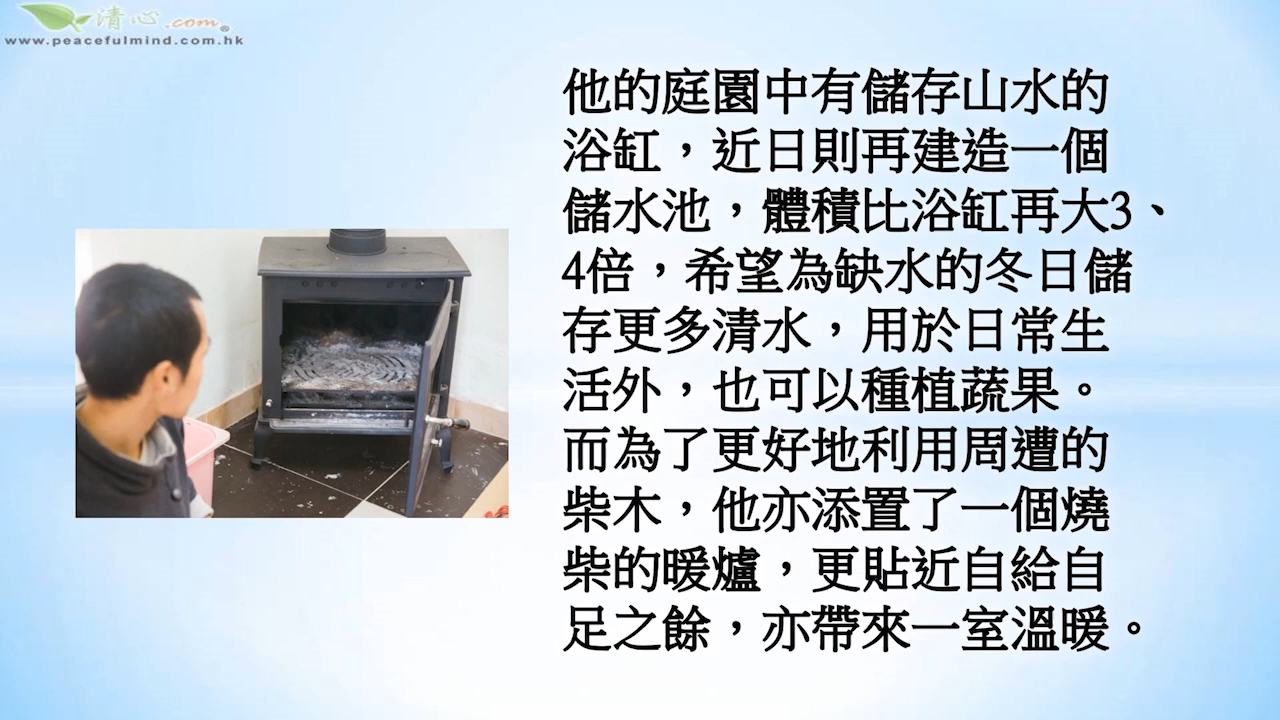 清心.com®
www.peacefulmind.com.hk
他的庭園中有儲存山水的
浴缸，近日則再建造一個
儲水池，體積比浴缸再大3、
4倍，希望為缺水的冬日儲
存更多清水，用於日常生
活外，也可以種植蔬果。
而為了更好地利用周遭的
柴木，他亦添置了一個燒
柴的暖爐，更貼近自給自
足之餘，亦帶來一室溫暖。